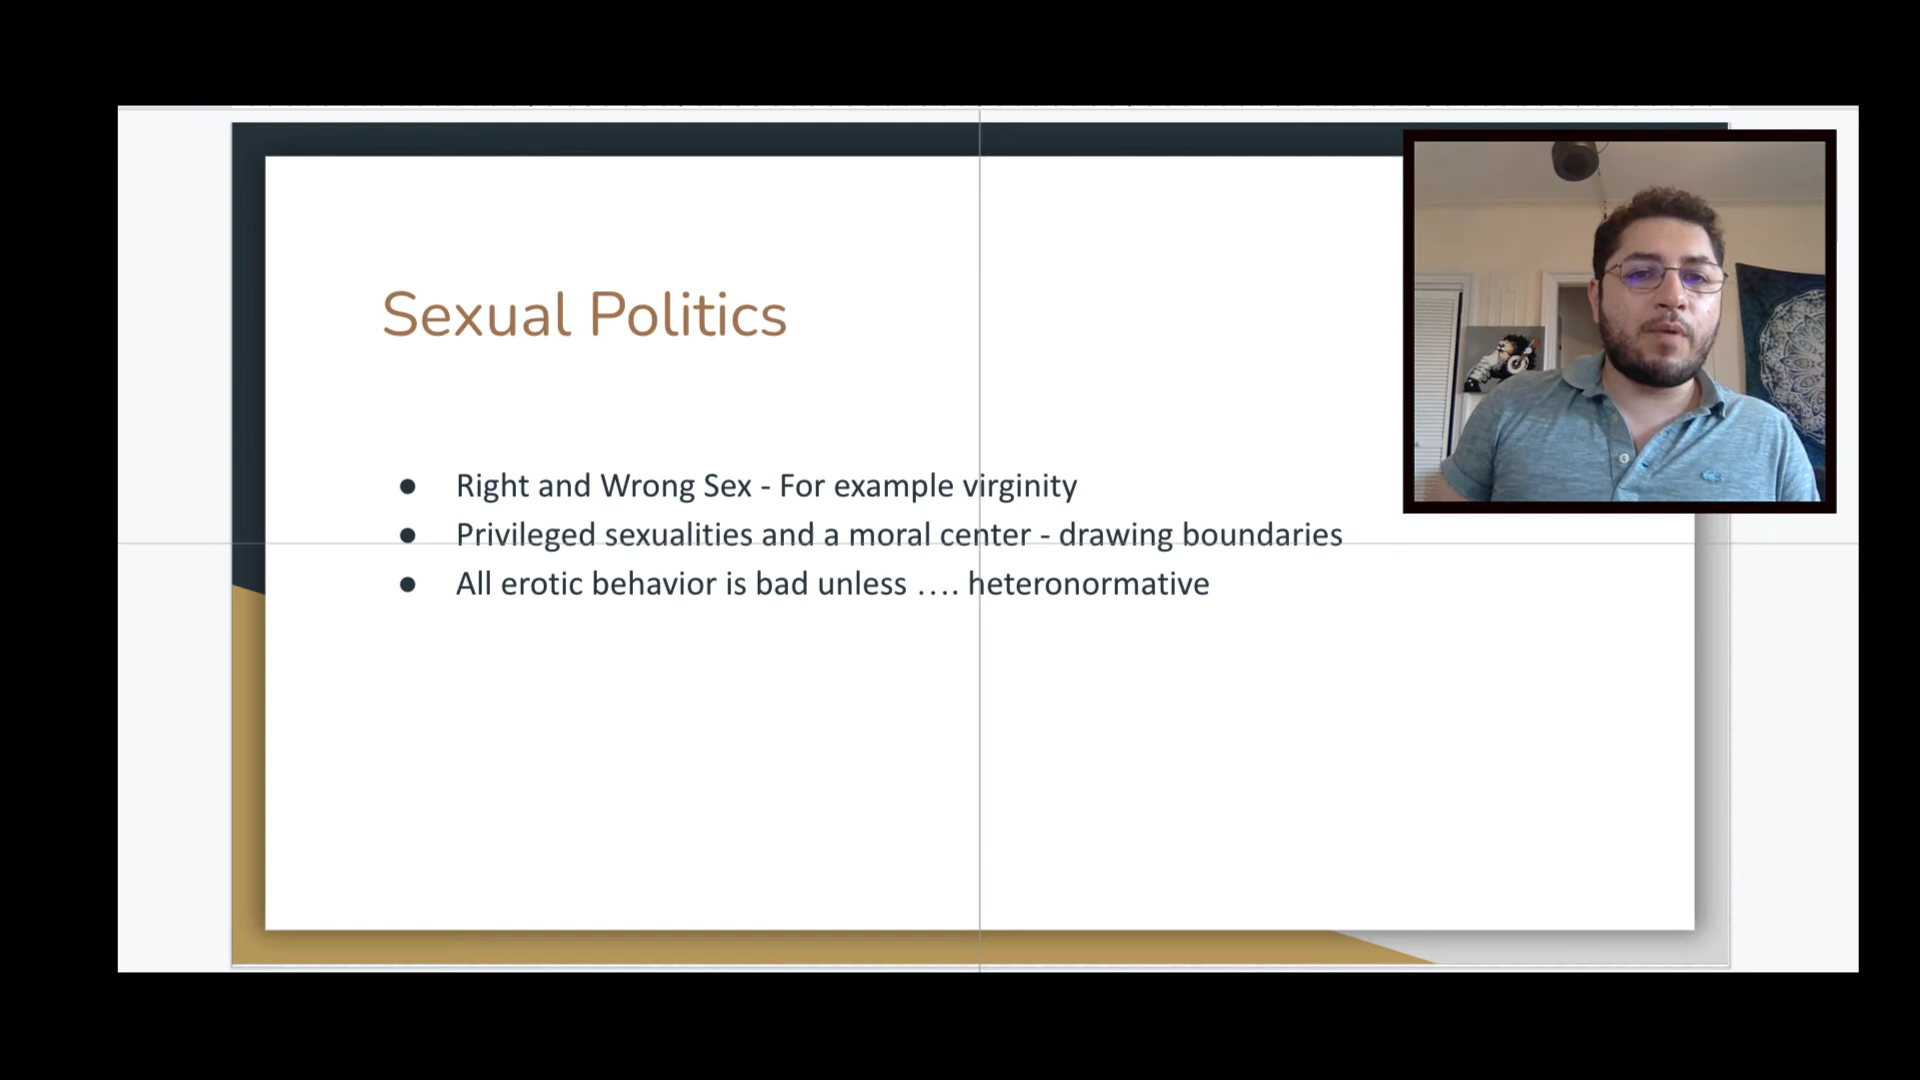 Sexual Politics
● Right and Wrong Sex - For example virginity
● Privileged sexualities and a moral center - drawing boundaries
● All erotic behavior is bad unless …. heteronormative